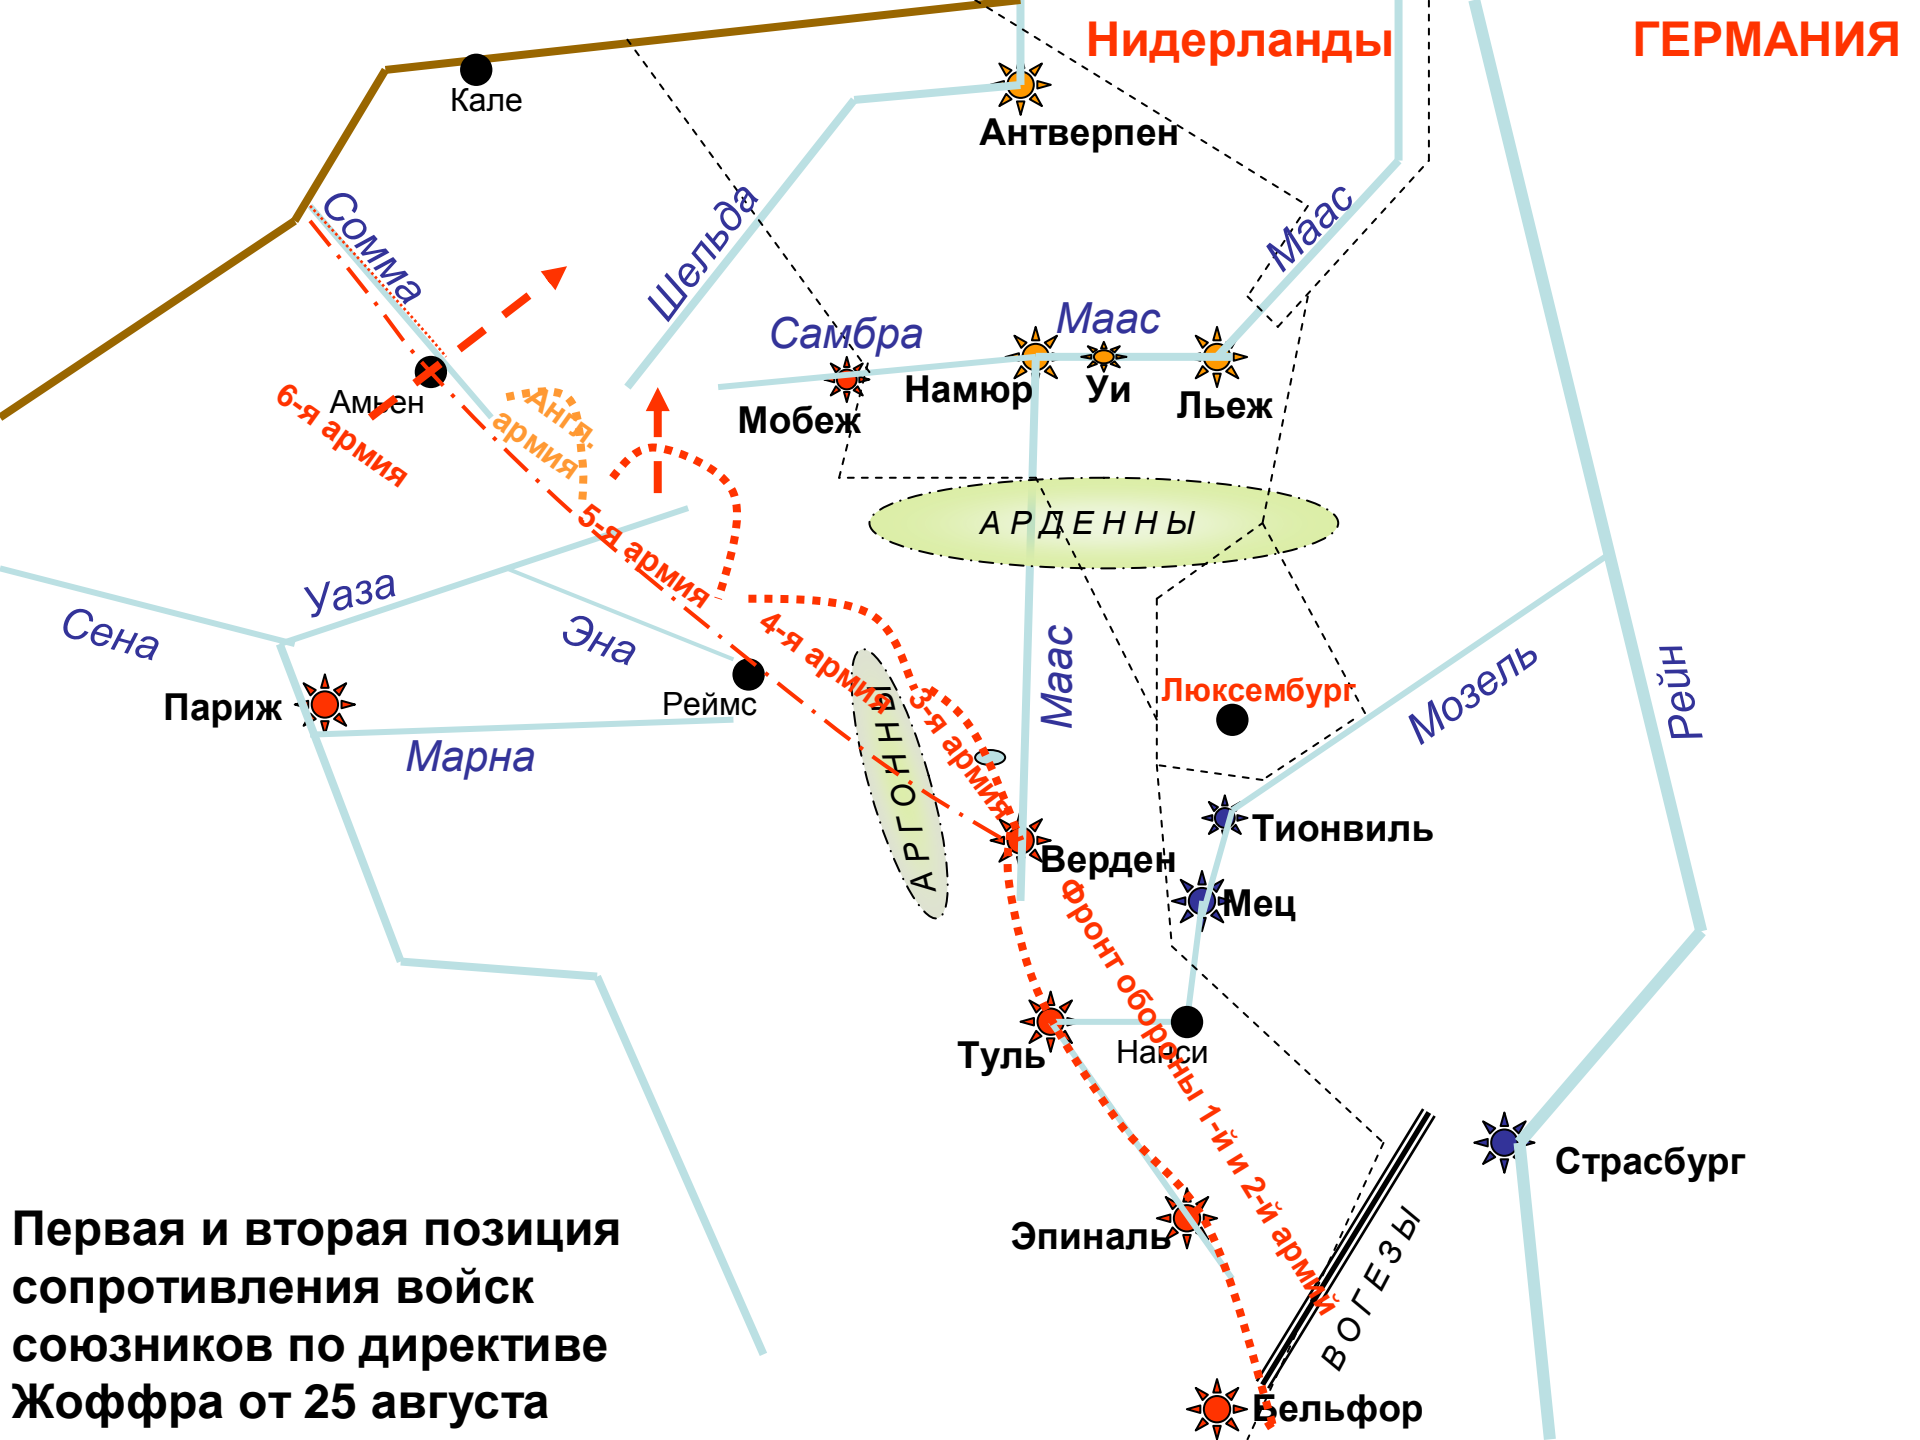 Нидерланды
ГЕРМАНИЯ
Кале
Антверпен
Сомма
Шельда
Маас
Самбра
Маас
Намюр
Уи
Льеж
Мобеж
Амьен
6-я армия
Англ.
армия
5-я армия
АРДЕННЫ
Уаза
Сена
Эна
4-я армия
Маас
Люксембург
Мозель
Рейн
Париж
Реймс
3-я армия
Марна
АРГОННЫ
Тионвиль
Верден
Мец
Фронт обороны 1-й и 2-й армий
Туль
Нанси
Страсбург
Эпиналь
ВОГЕЗЫ
Бельфор
Первая и вторая позиция
сопротивления войск
союзников по директиве
Жоффра от 25 августа